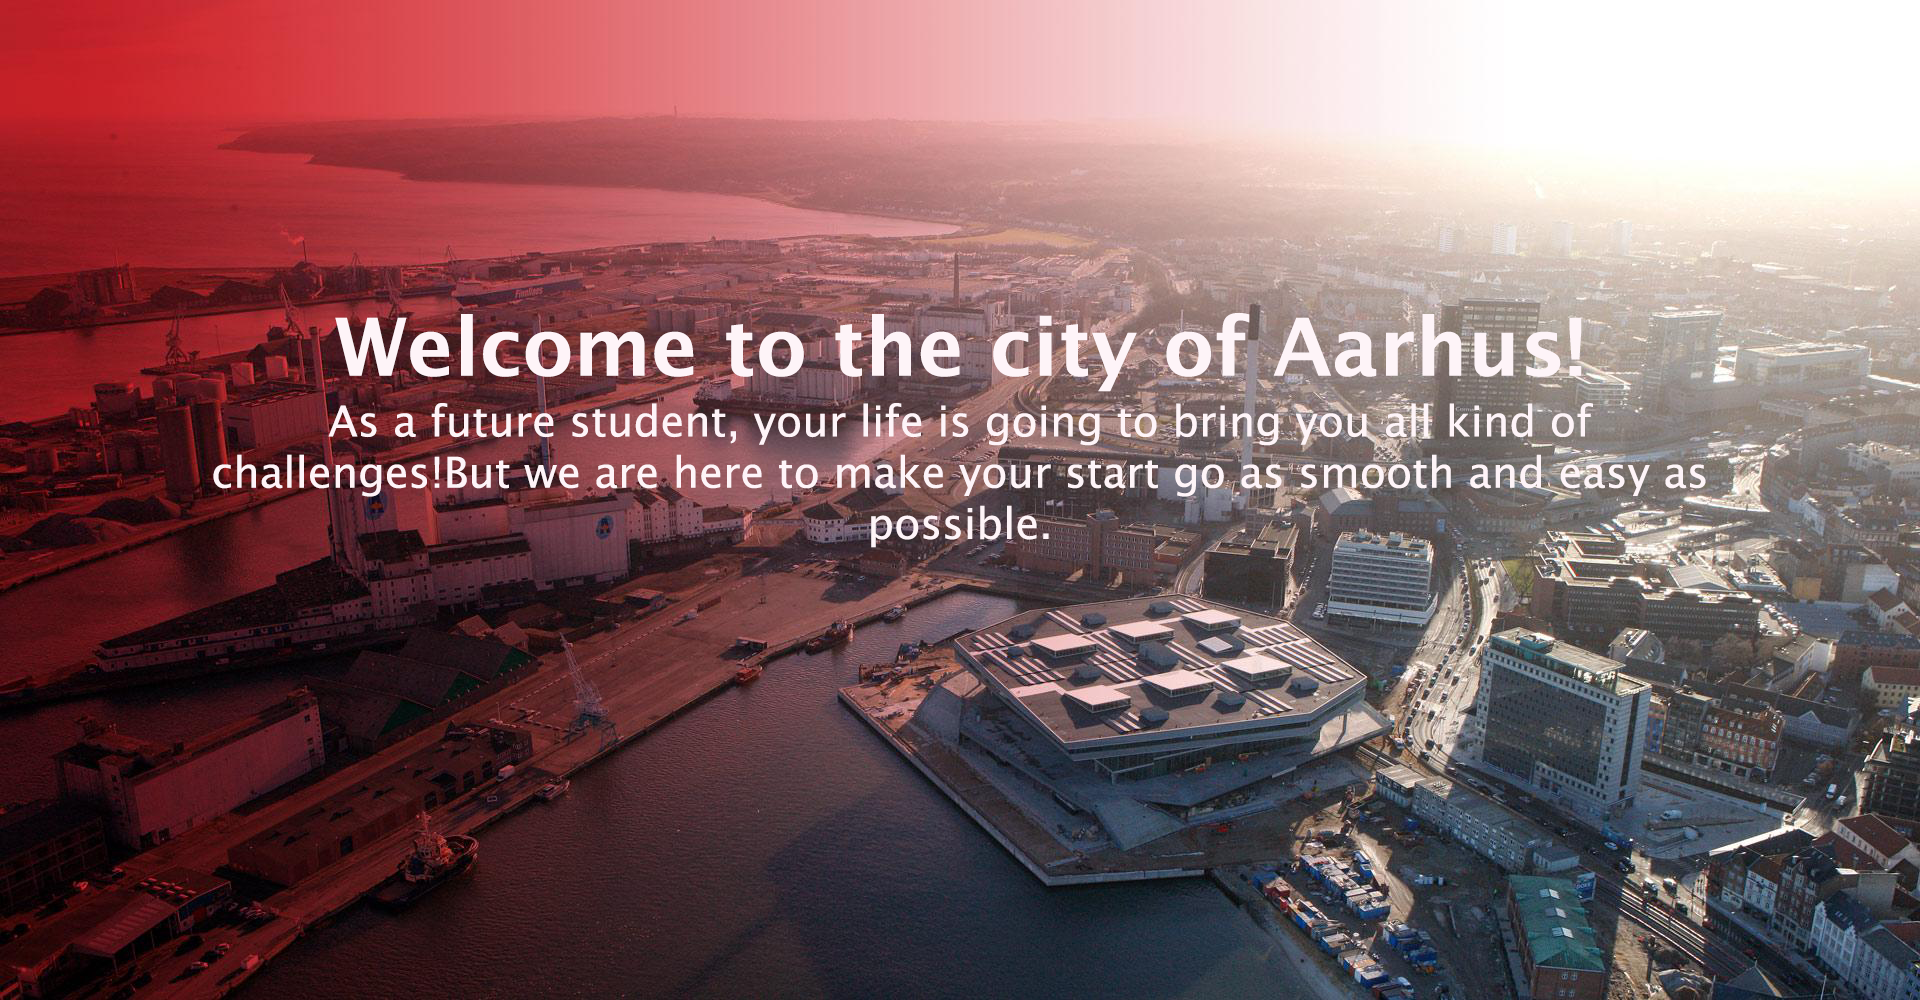 Finnlines
Welcome to the city of Aarhus!
As a future student, your life is going to bring you all kind of
challenges!But we are here to make your start go as smooth and easy as
possible.